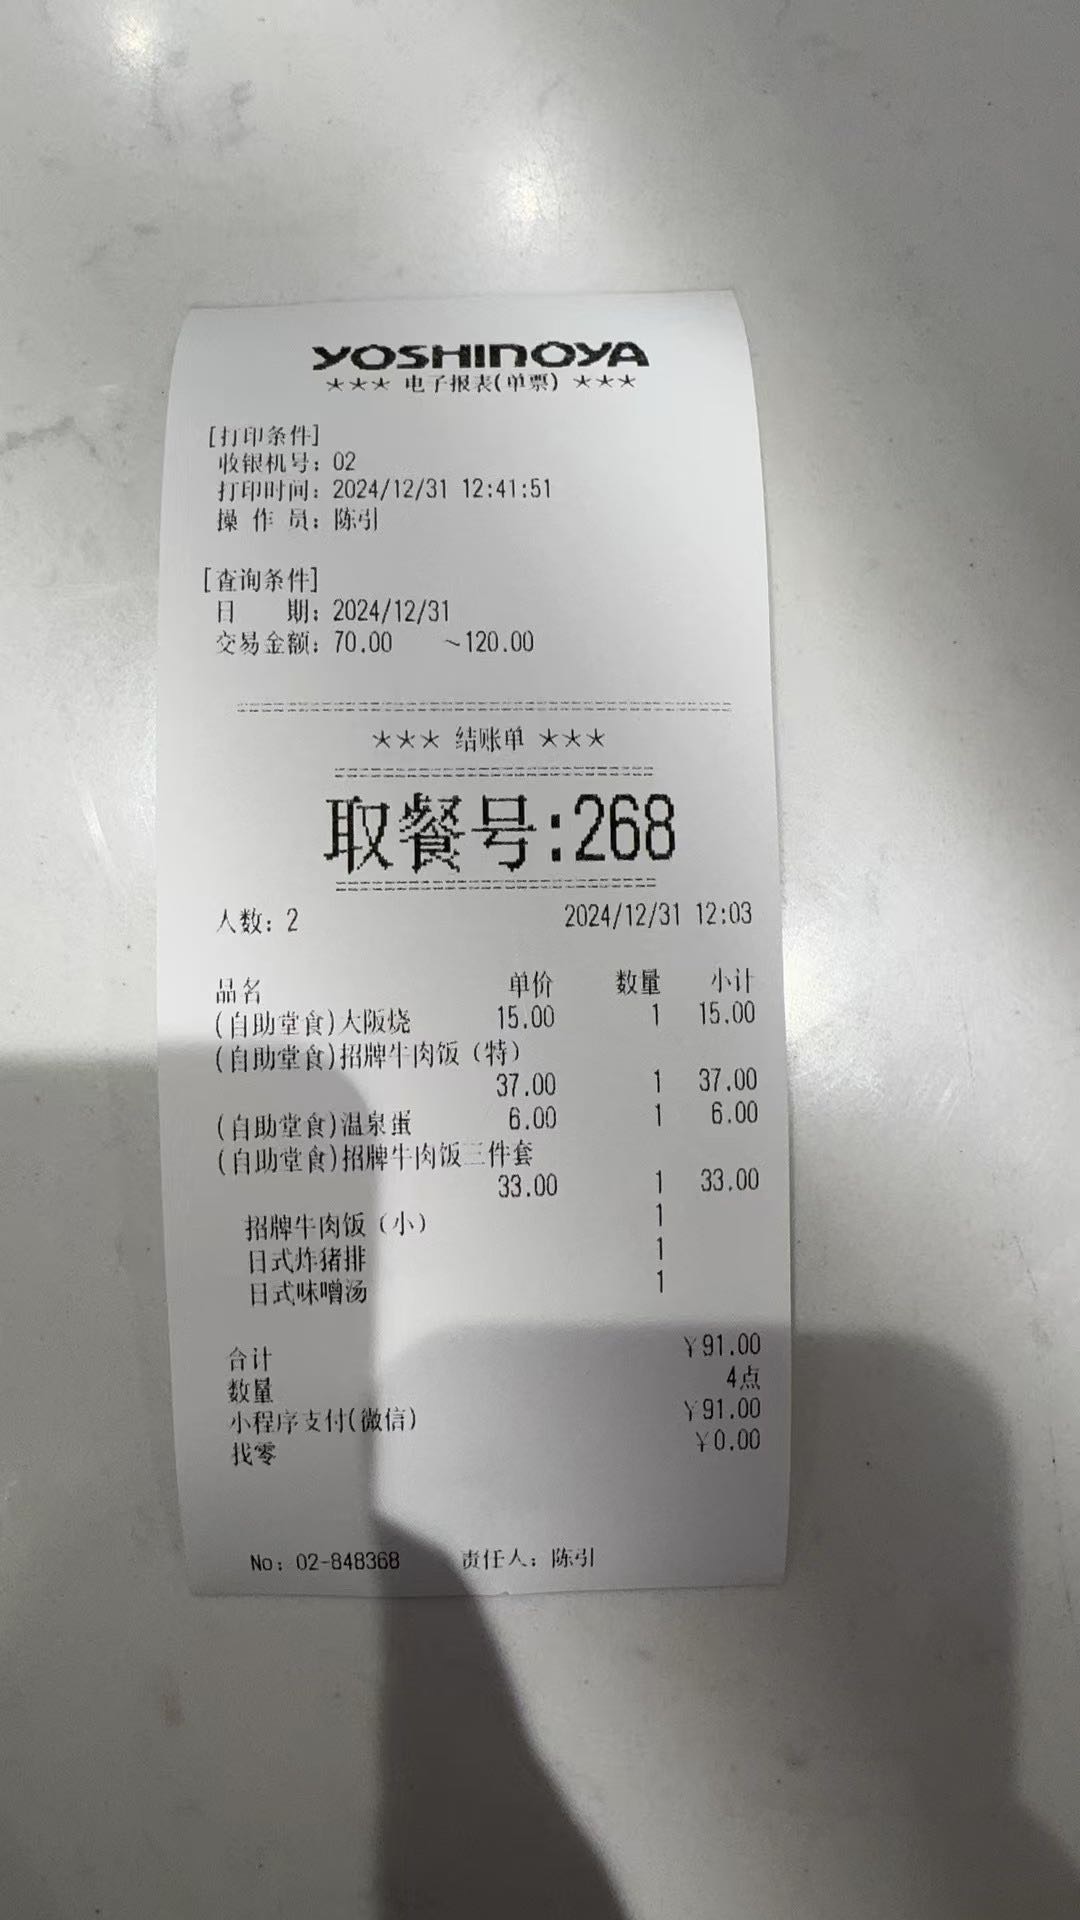 YOSHINOYA
★★★ 电子报表(单票) ★★★
[打印条件]
收银机号: 02
打印时间: 2024/12/31 12:41:51
操 作 员: 陈引
[查询条件]
日 期: 2024/12/31
交易金额: 70.00 ~120.00
★★★ 结账单 ★★★
取餐号:268
人数: 2 2024/12/31 12:03
品名 单价 数量 小计
(自助堂食)大阪烧 15.00 1 15.00
(自助堂食)招牌牛肉饭（特）
37.00 1 37.00
(自助堂食)温泉蛋 6.00 1 6.00
(自助堂食)招牌牛肉饭三件套
33.00 1 33.00
招牌牛肉饭（小） 1
日式炸猪排 1
日式味噌汤 1
合计 ¥91.00
数量 4点
小程序支付(微信) ¥91.00
找零 ¥0.00
No: 02-848368 责任人: 陈引